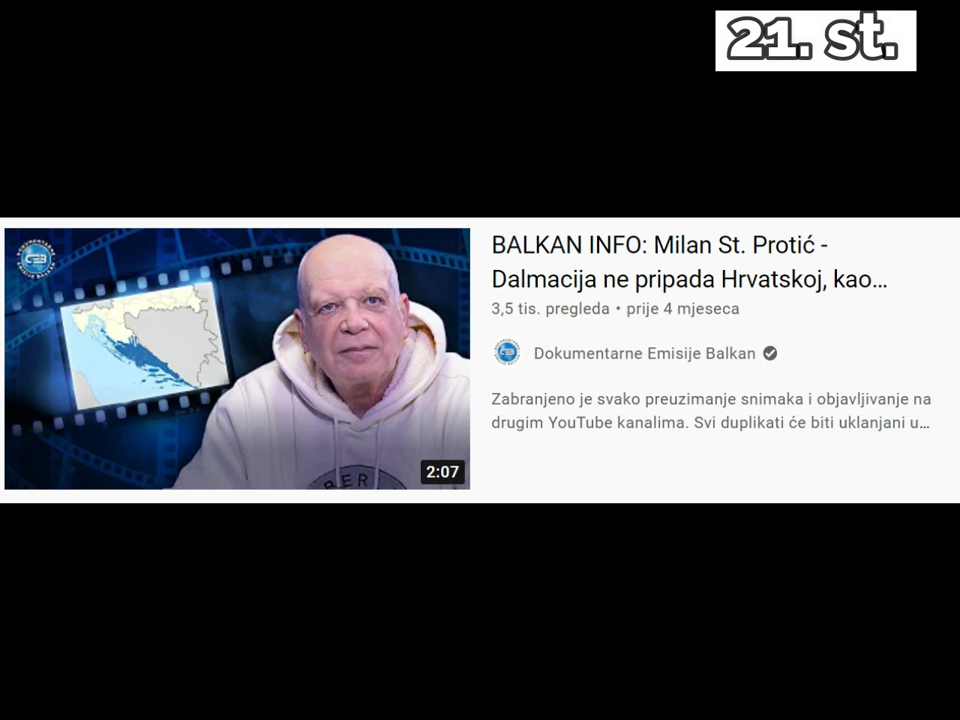 21. st.
BALKAN INFO: Milan St. Protić -
Dalmacija ne pripada Hrvatskoj, kao...
3,5 tis. pregleda • prije 4 mjeseca
Dokumentarne Emisije Balkan
Zabranjeno je svako preuzimanje snimaka i objavljivanje na
drugim YouTube kanalima. Svi duplikati će biti uklanjani u...
BER
2:07